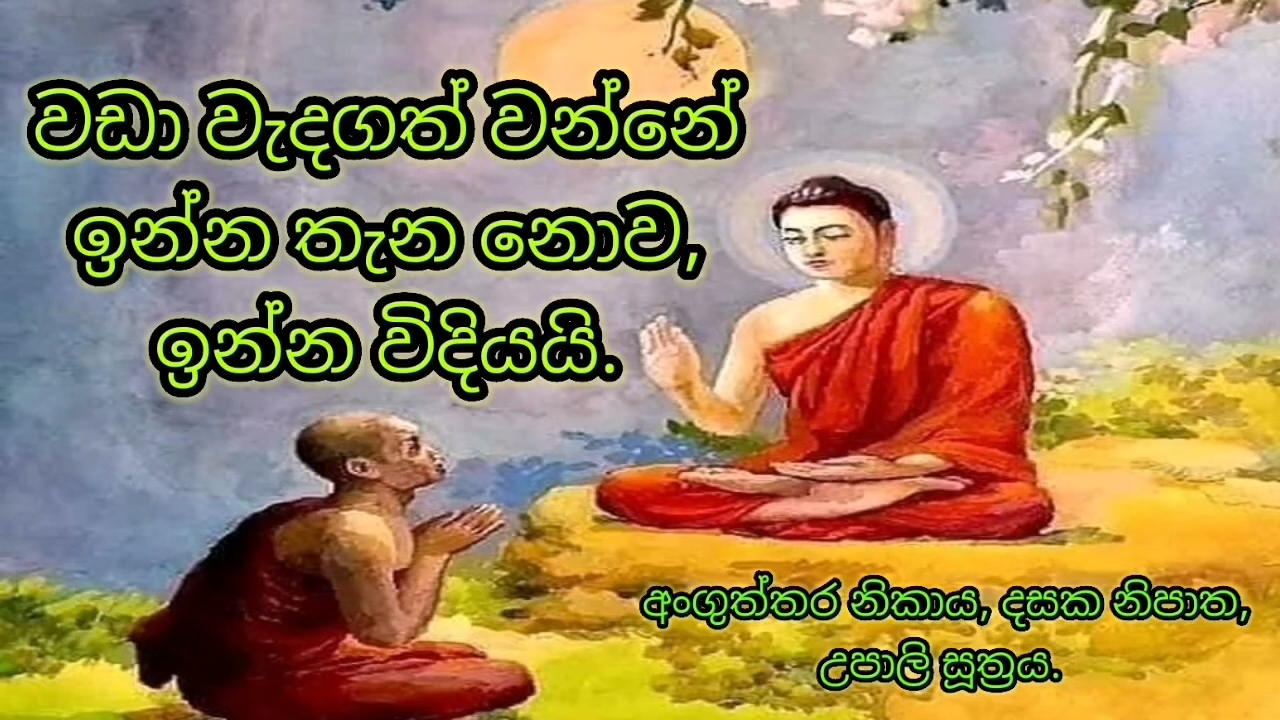 වඩා වැදගත් වන්නේ
ඉන්න තැන නොව,
ඉන්න විදියයි.
අංගුත්තර නිකාය, දසක නිපාත,
උපාලි සූත්‍රය.